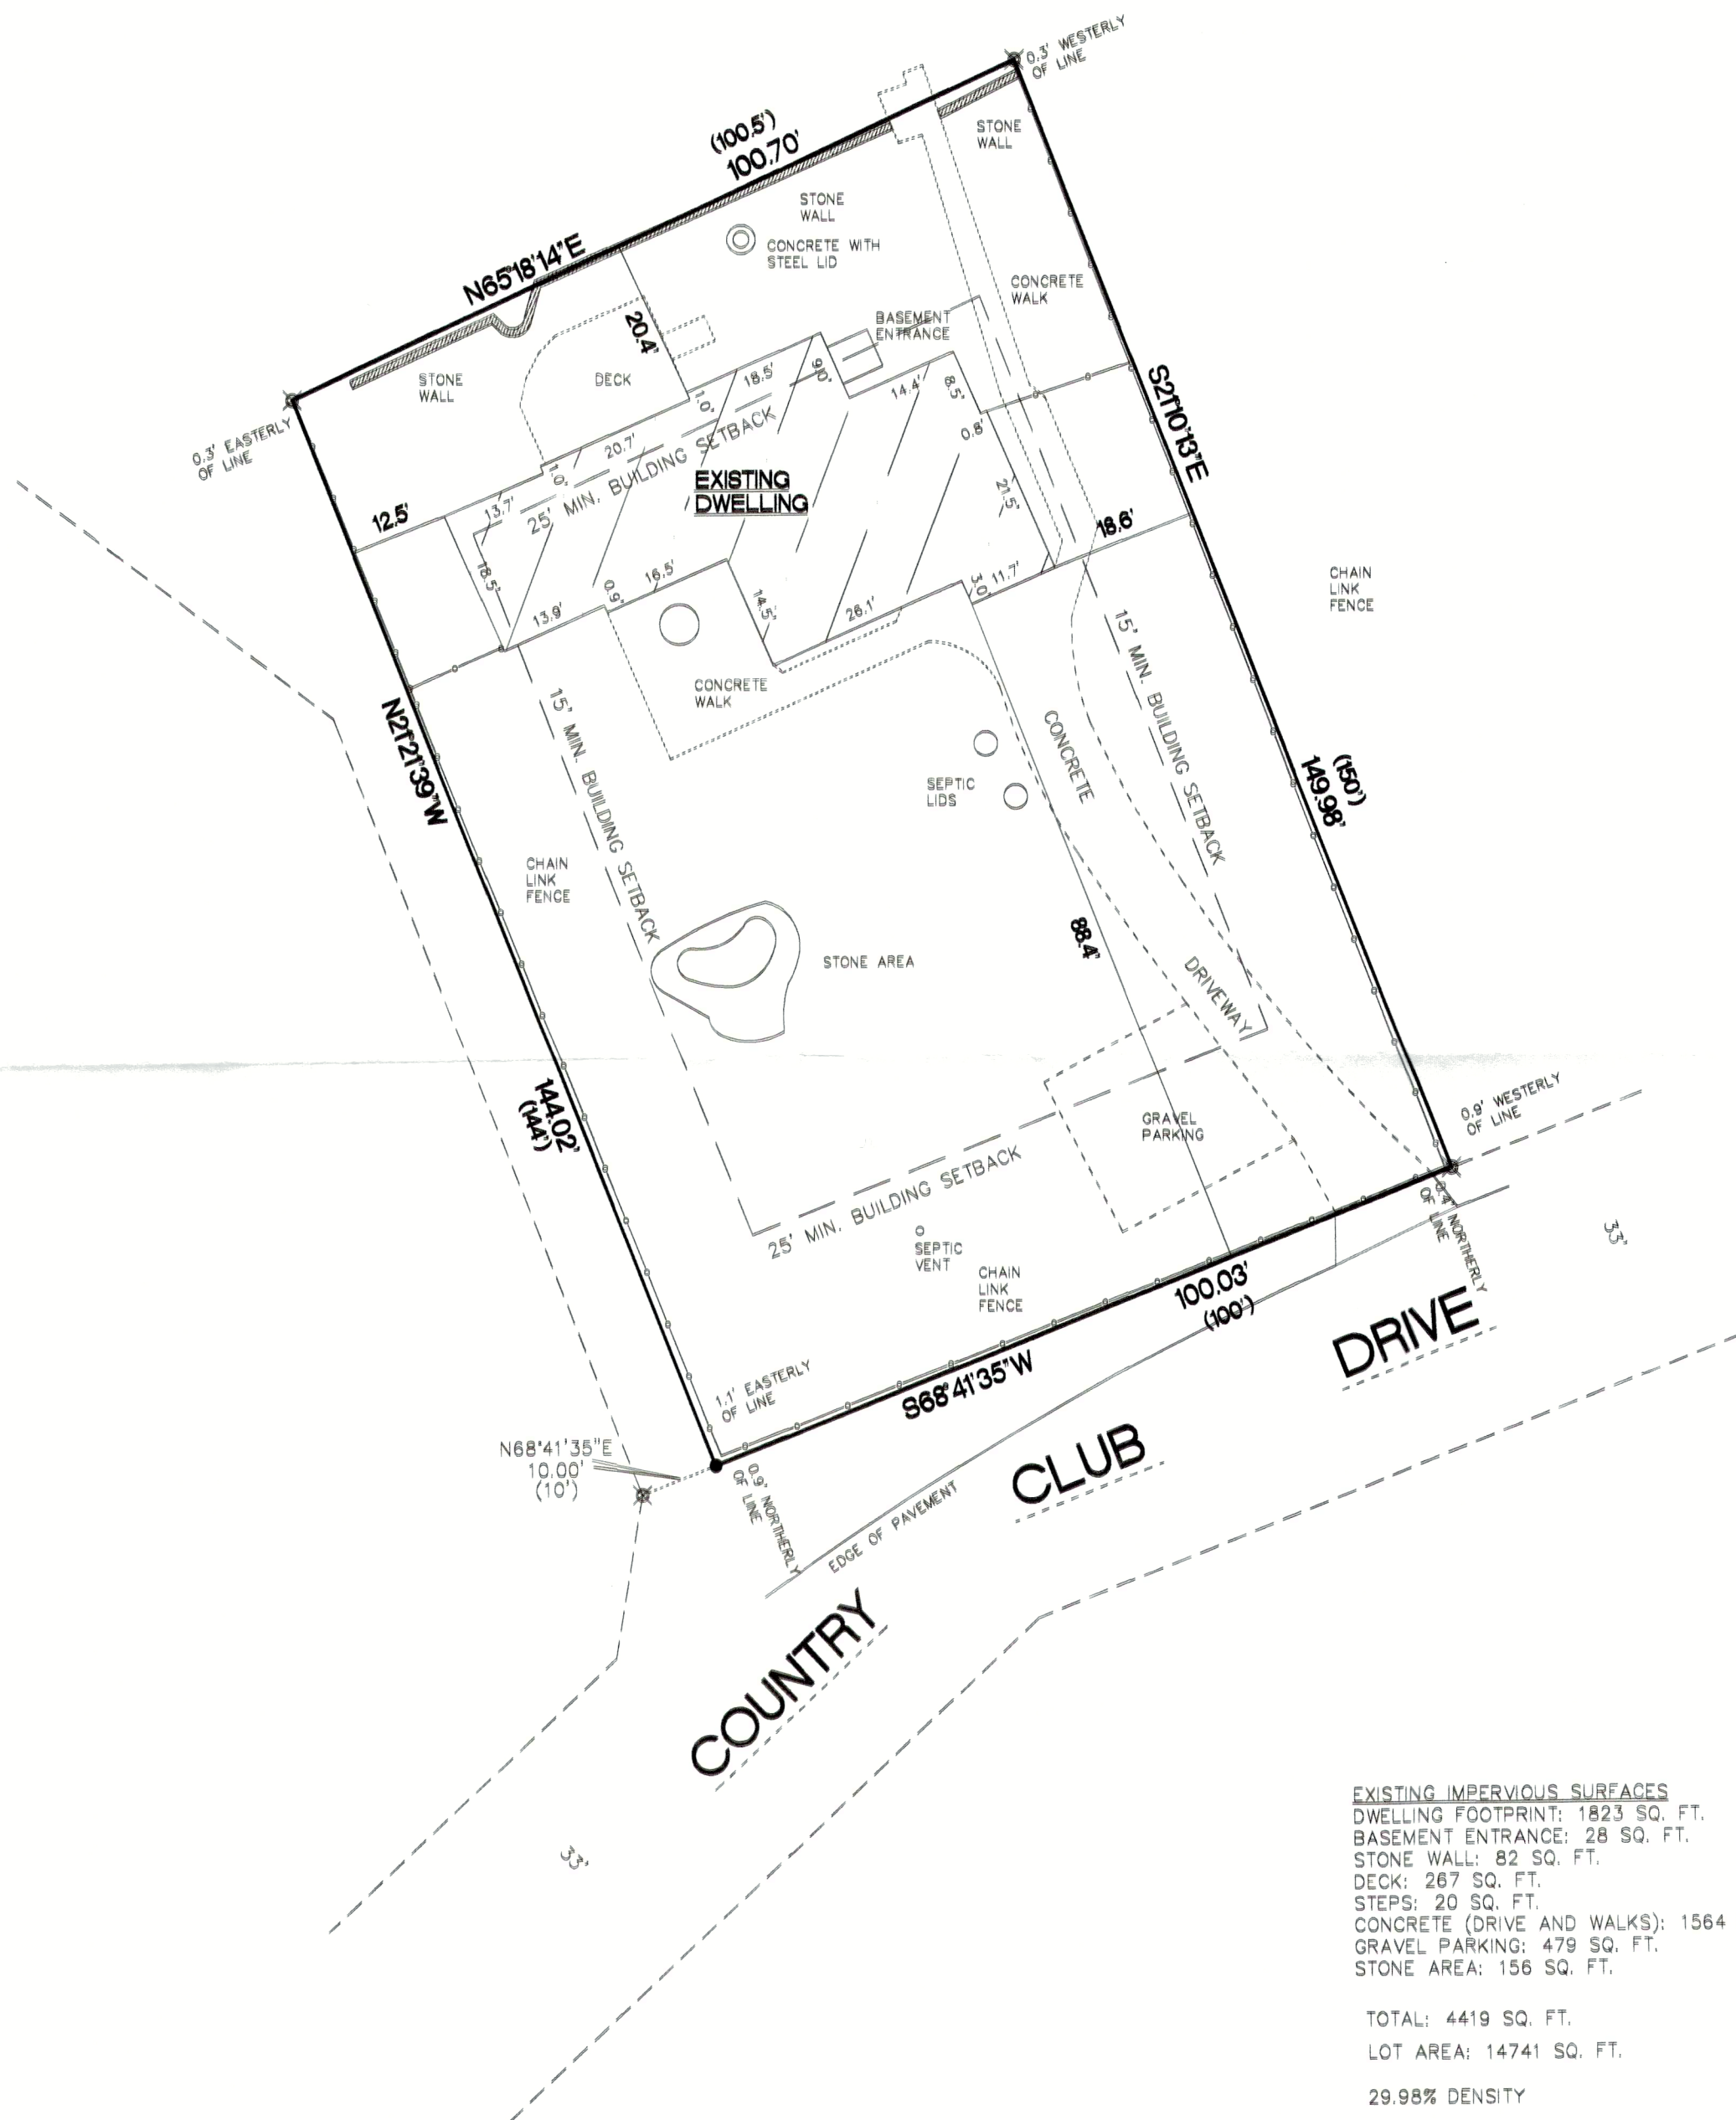 0.3' WESTERLY
OF LINE
(100.5')
100.70'
STONE
WALL
STONE
WALL
CONCRETE WITH
STEEL LID
N65°18'14"E
CONCRETE
WALK
BASEMENT
ENTRANCE
20.4'
STONE
WALL
DECK
18.5'
9.0'
14.4'
8.5'
1.0'
0.8'
S21°10'13"E
0.3' EASTERLY
OF LINE
20.7'
1.0'
25' MIN. BUILDING SETBACK
EXISTING
DWELLING
12.5'
13.7'
21.5'
18.6'
18.5'
13.9'
0.9'
16.5'
14.5'
26.1'
3.0'
11.7'
CHAIN
LINK
FENCE
CONCRETE
WALK
15' MIN. BUILDING SETBACK
15' MIN. BUILDING SETBACK
N21°21'39"W
CONCRETE
SEPTIC
LIDS
(150')
149.98'
CHAIN
LINK
FENCE
88.4'
STONE AREA
DRIVEWAY
144.02'
(144')
GRAVEL
PARKING
0.9' WESTERLY
OF LINE
25' MIN. BUILDING SETBACK
0.4' NORTHERLY
OF LINE
33'
SEPTIC
VENT
CHAIN
LINK
FENCE
100.03'
(100')
S68°41'35"W
DRIVE
1.1' EASTERLY
OF LINE
N68°41'35"E
10.00'
(10')
0.9' NORTHERLY
OF LINE
CLUB
EDGE OF PAVEMENT
COUNTRY
33'
EXISTING IMPERVIOUS SURFACES
DWELLING FOOTPRINT: 1823 SQ. FT.
BASEMENT ENTRANCE: 28 SQ. FT.
STONE WALL: 82 SQ. FT.
DECK: 267 SQ. FT.
STEPS: 20 SQ. FT.
CONCRETE (DRIVE AND WALKS): 1564
GRAVEL PARKING: 479 SQ. FT.
STONE AREA: 156 SQ. FT.
TOTAL: 4419 SQ. FT.
LOT AREA: 14741 SQ. FT.
29.98% DENSITY